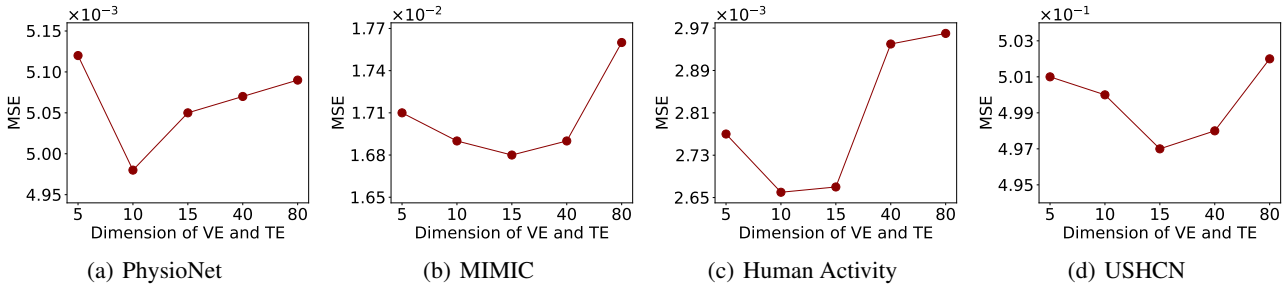 ×10⁻³
5.15
5.10
5.05
5.00
4.95
MSE
5 10 15 40 80
Dimension of VE and TE
(a) PhysioNet
×10⁻²
1.77
1.74
1.71
1.68
1.65
MSE
5 10 15 40 80
Dimension of VE and TE
(b) MIMIC
×10⁻³
2.97
2.89
2.81
2.73
2.65
MSE
5 10 15 40 80
Dimension of VE and TE
(c) Human Activity
×10⁻¹
5.03
5.01
4.99
4.97
4.95
MSE
5 10 15 40 80
Dimension of VE and TE
(d) USHCN